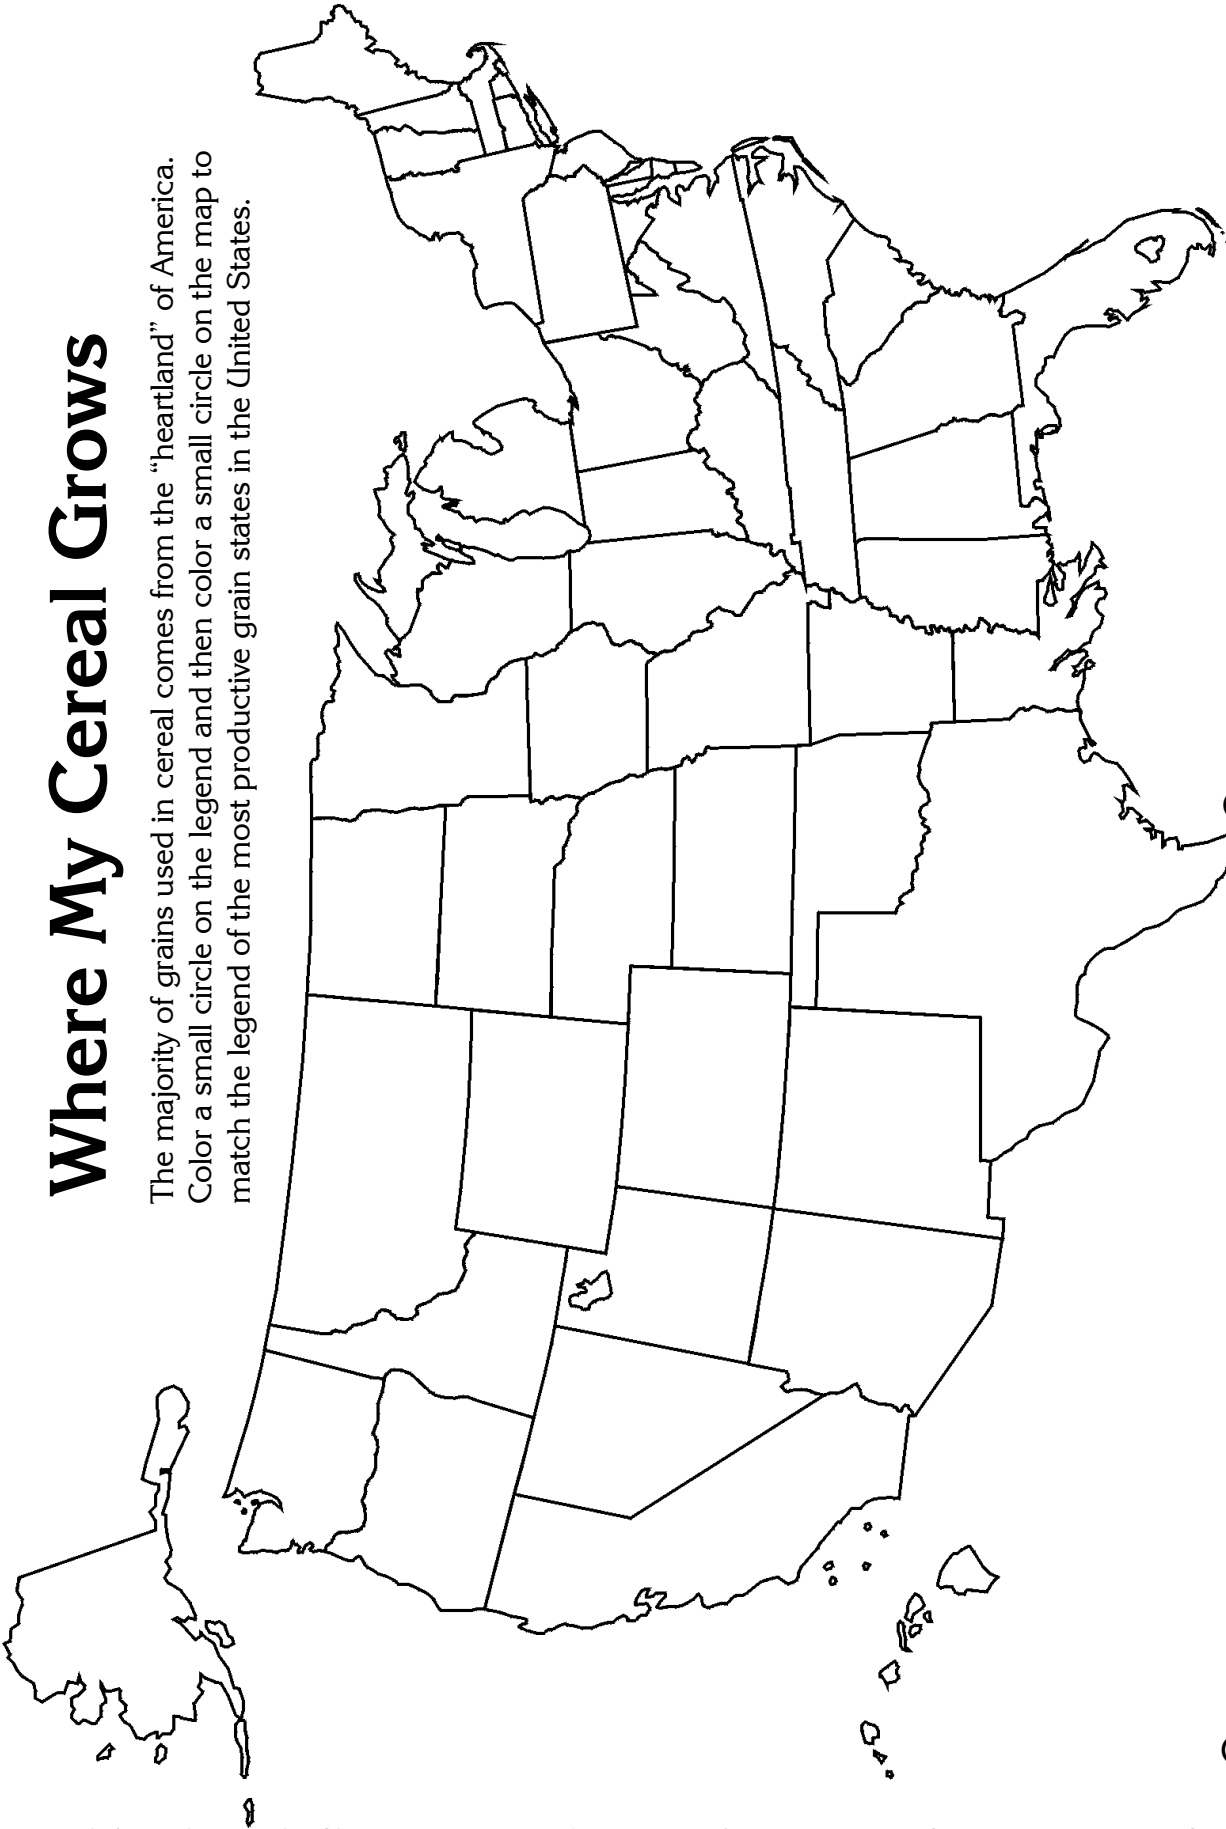 Where My Cereal Grows
The majority of grains used in cereal comes from the “heartland” of America.
Color a small circle on the legend and then color a small circle on the map to
match the legend of the most productive grain states in the United States.